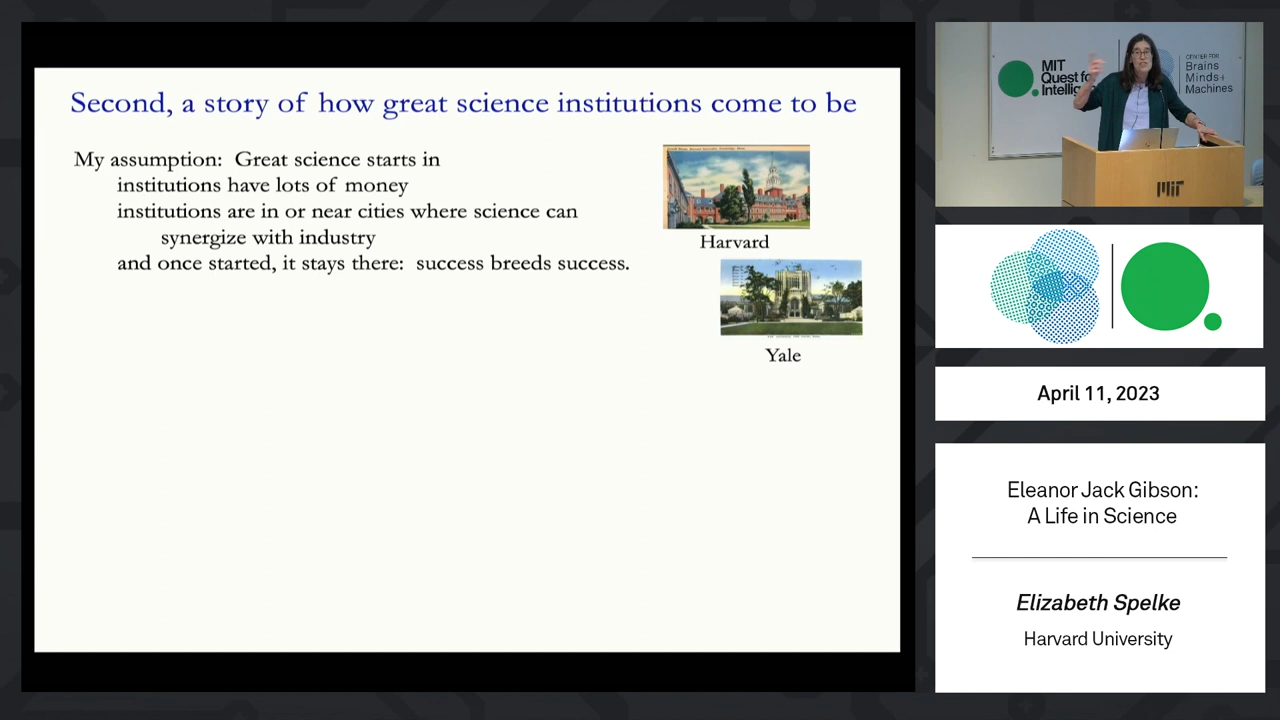 Second, a story of how great science institutions come to be
My assumption: Great science starts in
institutions have lots of money
institutions are in or near cities where science can
synergize with industry
and once started, it stays there: success breeds success.
Harvard
Yale
MIT
Quest fo
Intellig
CENTER FOR
Brains
Minds+
Machines
MIT
April 11, 2023
Eleanor Jack Gibson:
A Life in Science
Elizabeth Spelke
Harvard University